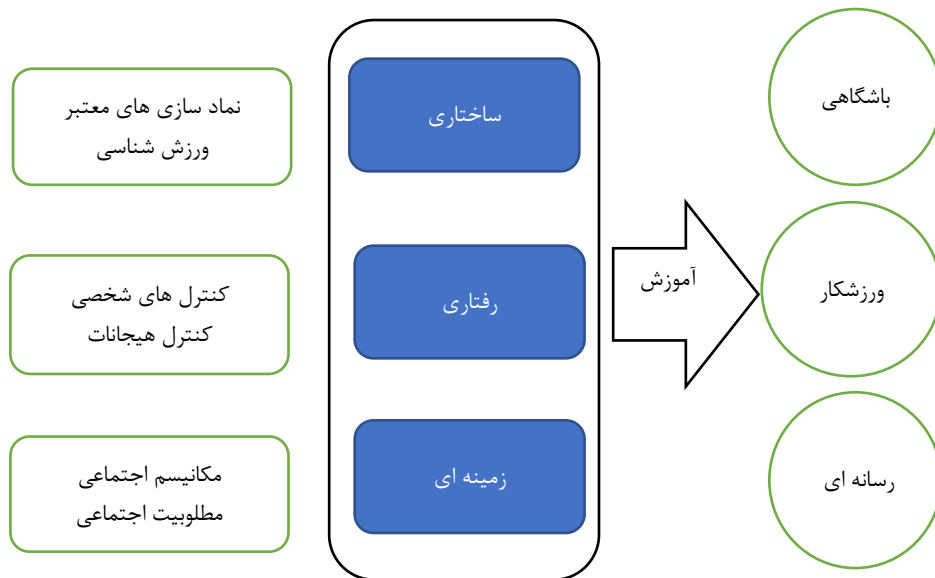 باشگاهی
ساختاری
نماد سازی های معتبر
ورزش شناسی
ورزشکار
آموزش
رفتاری
کنترل های شخصی
کنترل هیجانات
رسانه ای
زمینه ای
مکانیسم اجتماعی
مطلوبیت اجتماعی